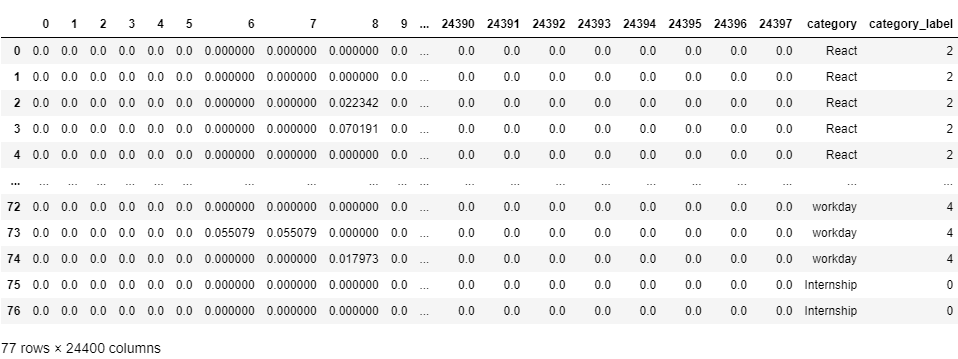 0 1 2 3 4 5 6 7 8 9 ... 24390 24391 24392 24393 24394 24395 24396 24397 category category_label
0 0.0 0.0 0.0 0.0 0.0 0.0 0.000000 0.000000 0.000000 0.0 ... 0.0 0.0 0.0 0.0 0.0 0.0 0.0 0.0 React 2
1 0.0 0.0 0.0 0.0 0.0 0.0 0.000000 0.000000 0.000000 0.0 ... 0.0 0.0 0.0 0.0 0.0 0.0 0.0 0.0 React 2
2 0.0 0.0 0.0 0.0 0.0 0.0 0.000000 0.000000 0.022342 0.0 ... 0.0 0.0 0.0 0.0 0.0 0.0 0.0 0.0 React 2
3 0.0 0.0 0.0 0.0 0.0 0.0 0.000000 0.000000 0.070191 0.0 ... 0.0 0.0 0.0 0.0 0.0 0.0 0.0 0.0 React 2
4 0.0 0.0 0.0 0.0 0.0 0.0 0.000000 0.000000 0.000000 0.0 ... 0.0 0.0 0.0 0.0 0.0 0.0 0.0 0.0 React 2
... ... ... ... ... ... ... ... ... ... ... ... ... ... ... ... ... ... ... ... ... ...
72 0.0 0.0 0.0 0.0 0.0 0.0 0.000000 0.000000 0.000000 0.0 ... 0.0 0.0 0.0 0.0 0.0 0.0 0.0 0.0 workday 4
73 0.0 0.0 0.0 0.0 0.0 0.0 0.055079 0.055079 0.000000 0.0 ... 0.0 0.0 0.0 0.0 0.0 0.0 0.0 0.0 workday 4
74 0.0 0.0 0.0 0.0 0.0 0.0 0.000000 0.000000 0.017973 0.0 ... 0.0 0.0 0.0 0.0 0.0 0.0 0.0 0.0 workday 4
75 0.0 0.0 0.0 0.0 0.0 0.0 0.000000 0.000000 0.000000 0.0 ... 0.0 0.0 0.0 0.0 0.0 0.0 0.0 0.0 Internship 0
76 0.0 0.0 0.0 0.0 0.0 0.0 0.000000 0.000000 0.000000 0.0 ... 0.0 0.0 0.0 0.0 0.0 0.0 0.0 0.0 Internship 0
77 rows × 24400 columns